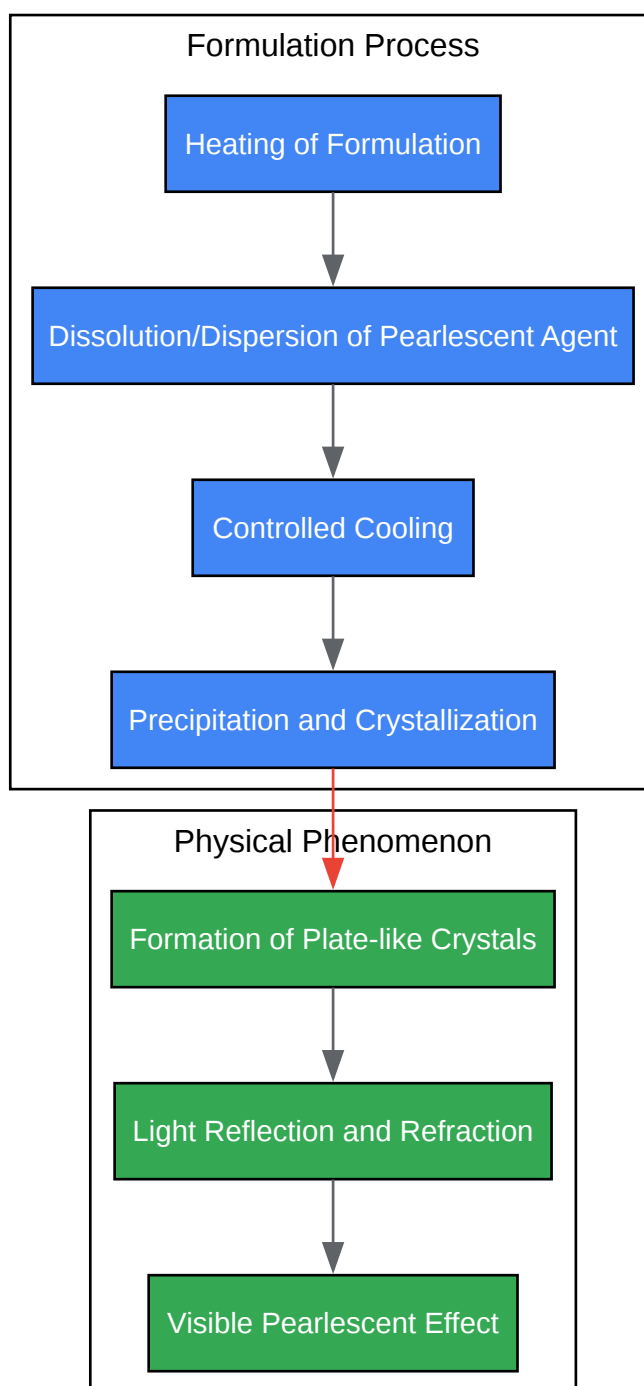 Formulation Process
Heating of Formulation
Dissolution/Dispersion of Pearlescent Agent
Controlled Cooling
Precipitation and Crystallization
Physical Phenomenon
Formation of Plate-like Crystals
Light Reflection and Refraction
Visible Pearlescent Effect